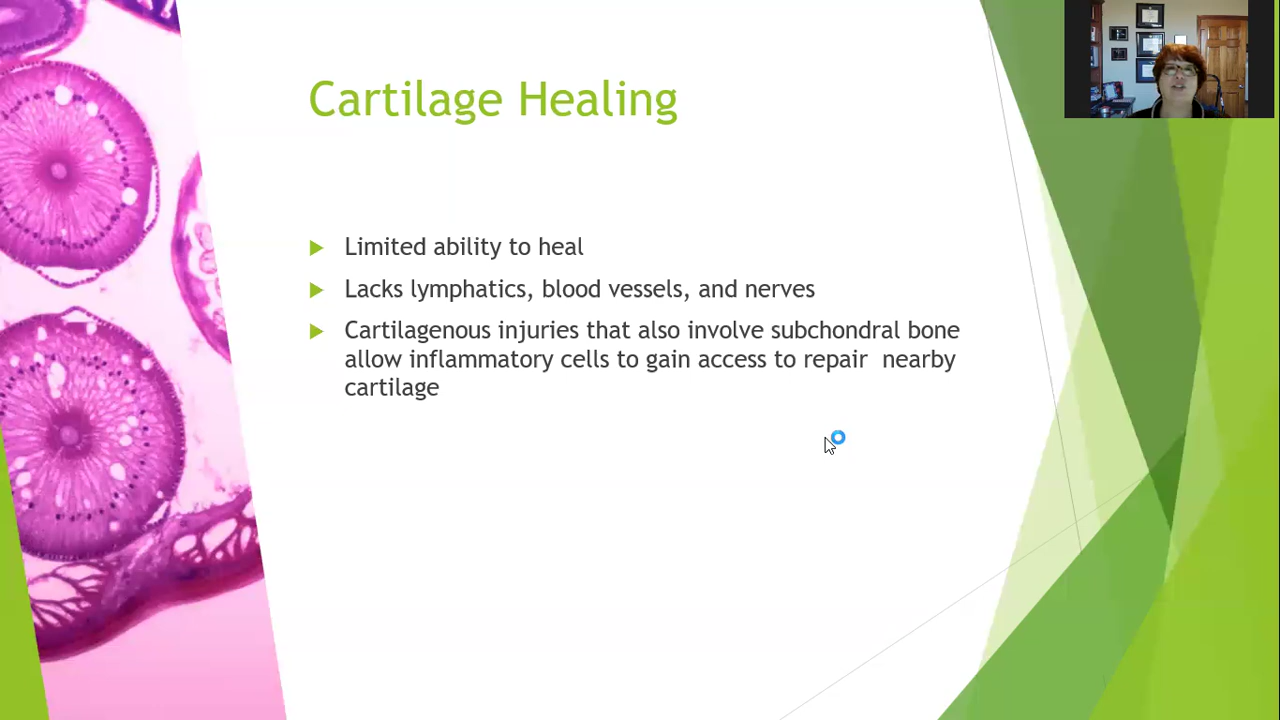 Cartilage Healing
Limited ability to heal
Lacks lymphatics, blood vessels, and nerves
Cartilagenous injuries that also involve subchondral bone
allow inflammatory cells to gain access to repair  nearby
cartilage